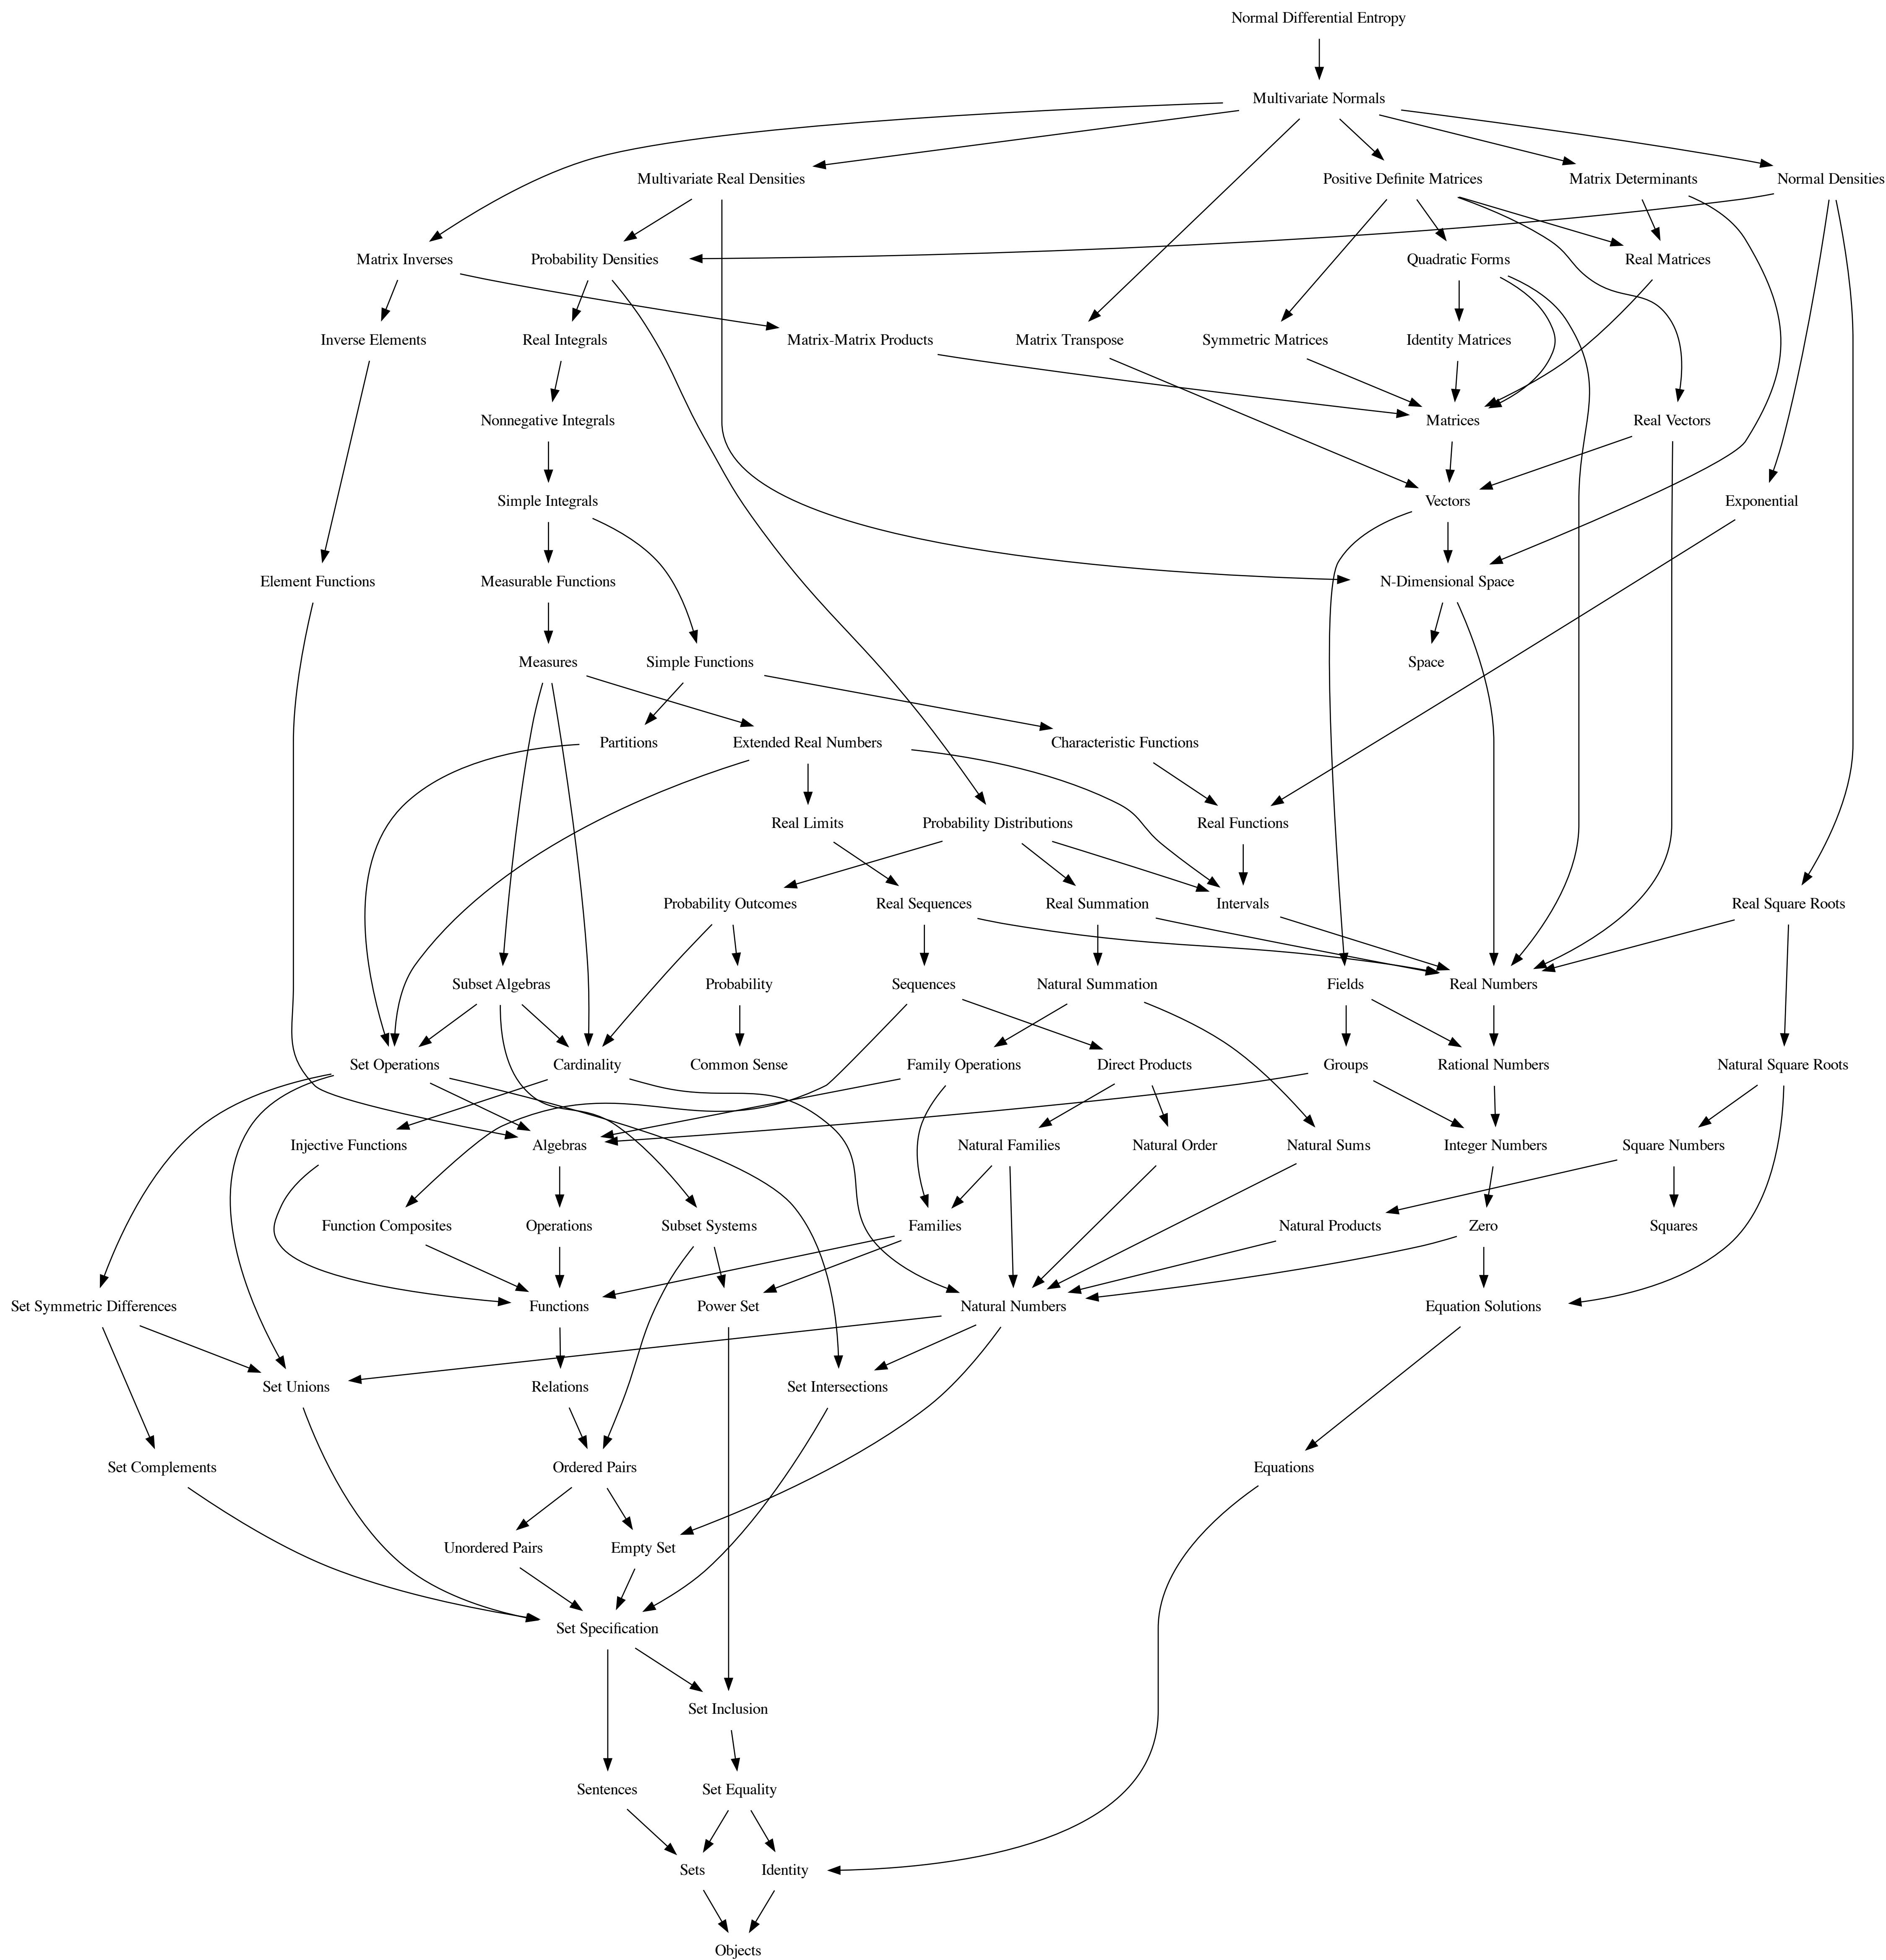 Normal Differential Entropy
Multivariate Normals
Multivariate Real Densities
Positive Definite Matrices
Matrix Determinants
Normal Densities
Matrix Inverses
Probability Densities
Quadratic Forms
Real Matrices
Inverse Elements
Real Integrals
Matrix-Matrix Products
Matrix Transpose
Symmetric Matrices
Identity Matrices
Nonnegative Integrals
Matrices
Real Vectors
Simple Integrals
Vectors
Exponential
Element Functions
Measurable Functions
N-Dimensional Space
Measures
Simple Functions
Space
Partitions
Extended Real Numbers
Characteristic Functions
Real Limits
Probability Distributions
Real Functions
Probability Outcomes
Real Sequences
Real Summation
Intervals
Real Square Roots
Subset Algebras
Probability
Sequences
Natural Summation
Fields
Real Numbers
Set Operations
Cardinality
Common Sense
Family Operations
Direct Products
Groups
Rational Numbers
Natural Square Roots
Injective Functions
Algebras
Natural Families
Natural Order
Natural Sums
Integer Numbers
Square Numbers
Function Composites
Operations
Subset Systems
Families
Natural Products
Zero
Squares
Set Symmetric Differences
Functions
Power Set
Natural Numbers
Equation Solutions
Set Unions
Relations
Set Intersections
Set Complements
Ordered Pairs
Equations
Unordered Pairs
Empty Set
Set Specification
Set Inclusion
Sentences
Set Equality
Sets
Identity
Objects